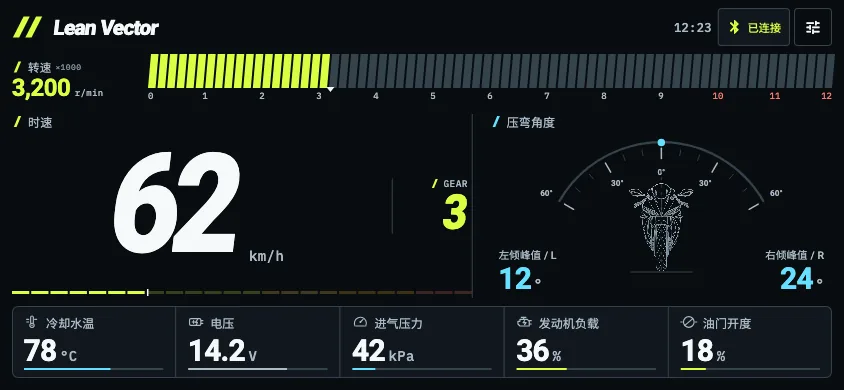 Lean Vector
12:23
已连接
转速 ×1000
3,200 r/min
0 1 2 3 4 5 6 7 8 9 10 11 12
时速
62 km/h
GEAR
3
压弯角度
60° 30° 0° 30° 60°
左倾峰值 / L
12°
右倾峰值 / R
24°
冷却水温
78 °C
电压
14.2 V
进气压力
42 kPa
发动机负载
36 %
油门开度
18 %